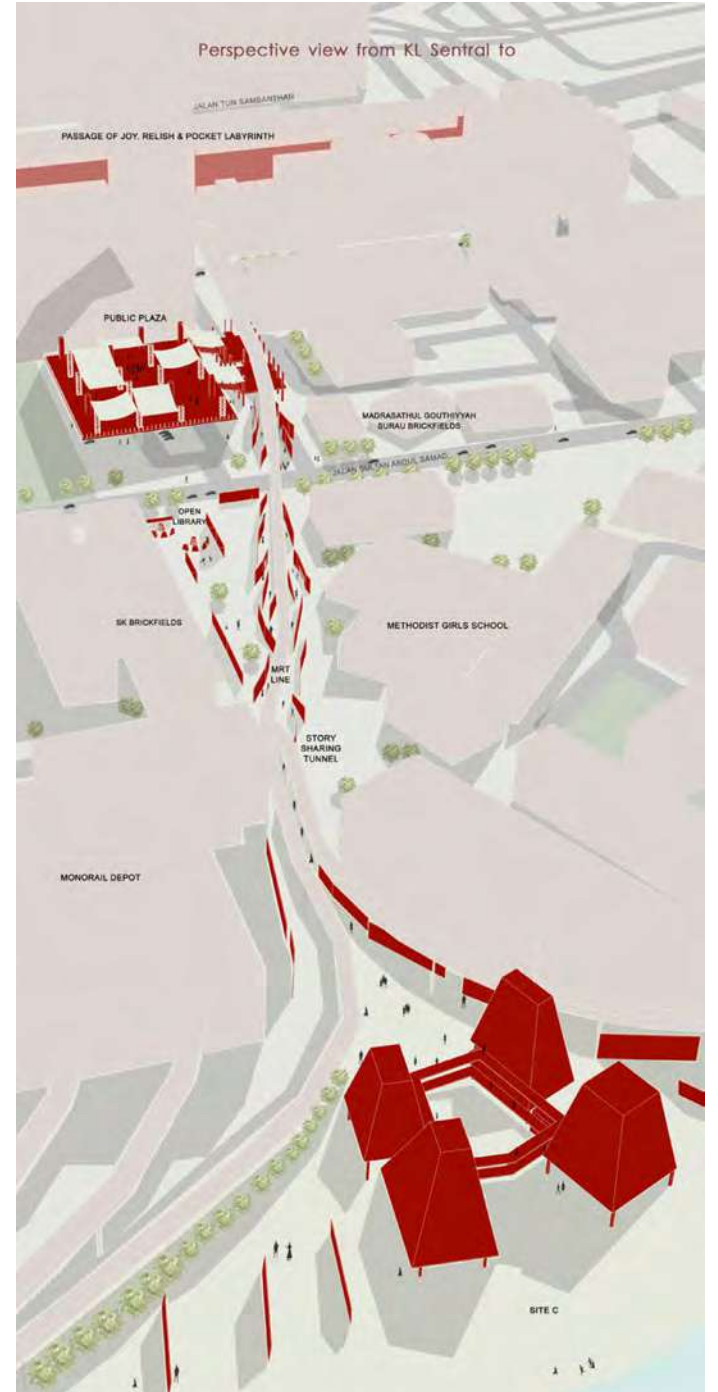 Perspective view from KL Sentral to
JALAN TUN SAMBANTHAN
PASSAGE OF JOY. RELISH & POCKET LABYRINTH
PUBLIC PLAZA
MADRASATHUL GOUTHIYYAH
SURAU BRICKFIELDS
JALAN SULTAN ABDUL SAMAD
OPEN
LIBRARY
SK BRICKFIELDS
METHODIST GIRLS SCHOOL
MRT
LINE
STORY
SHARING
TUNNEL
MONORAIL DEPOT
SITE C